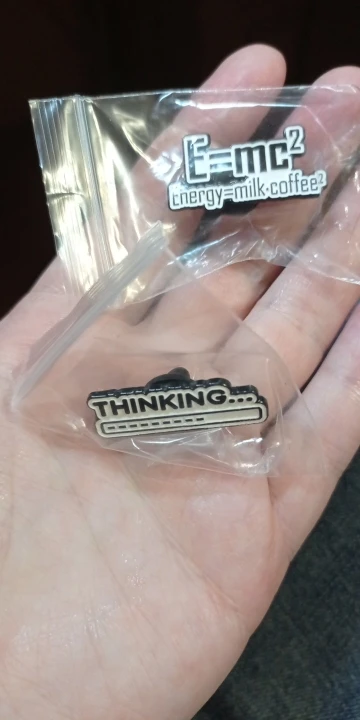 E=mc²
Energy=milk·coffee²
THINKING...